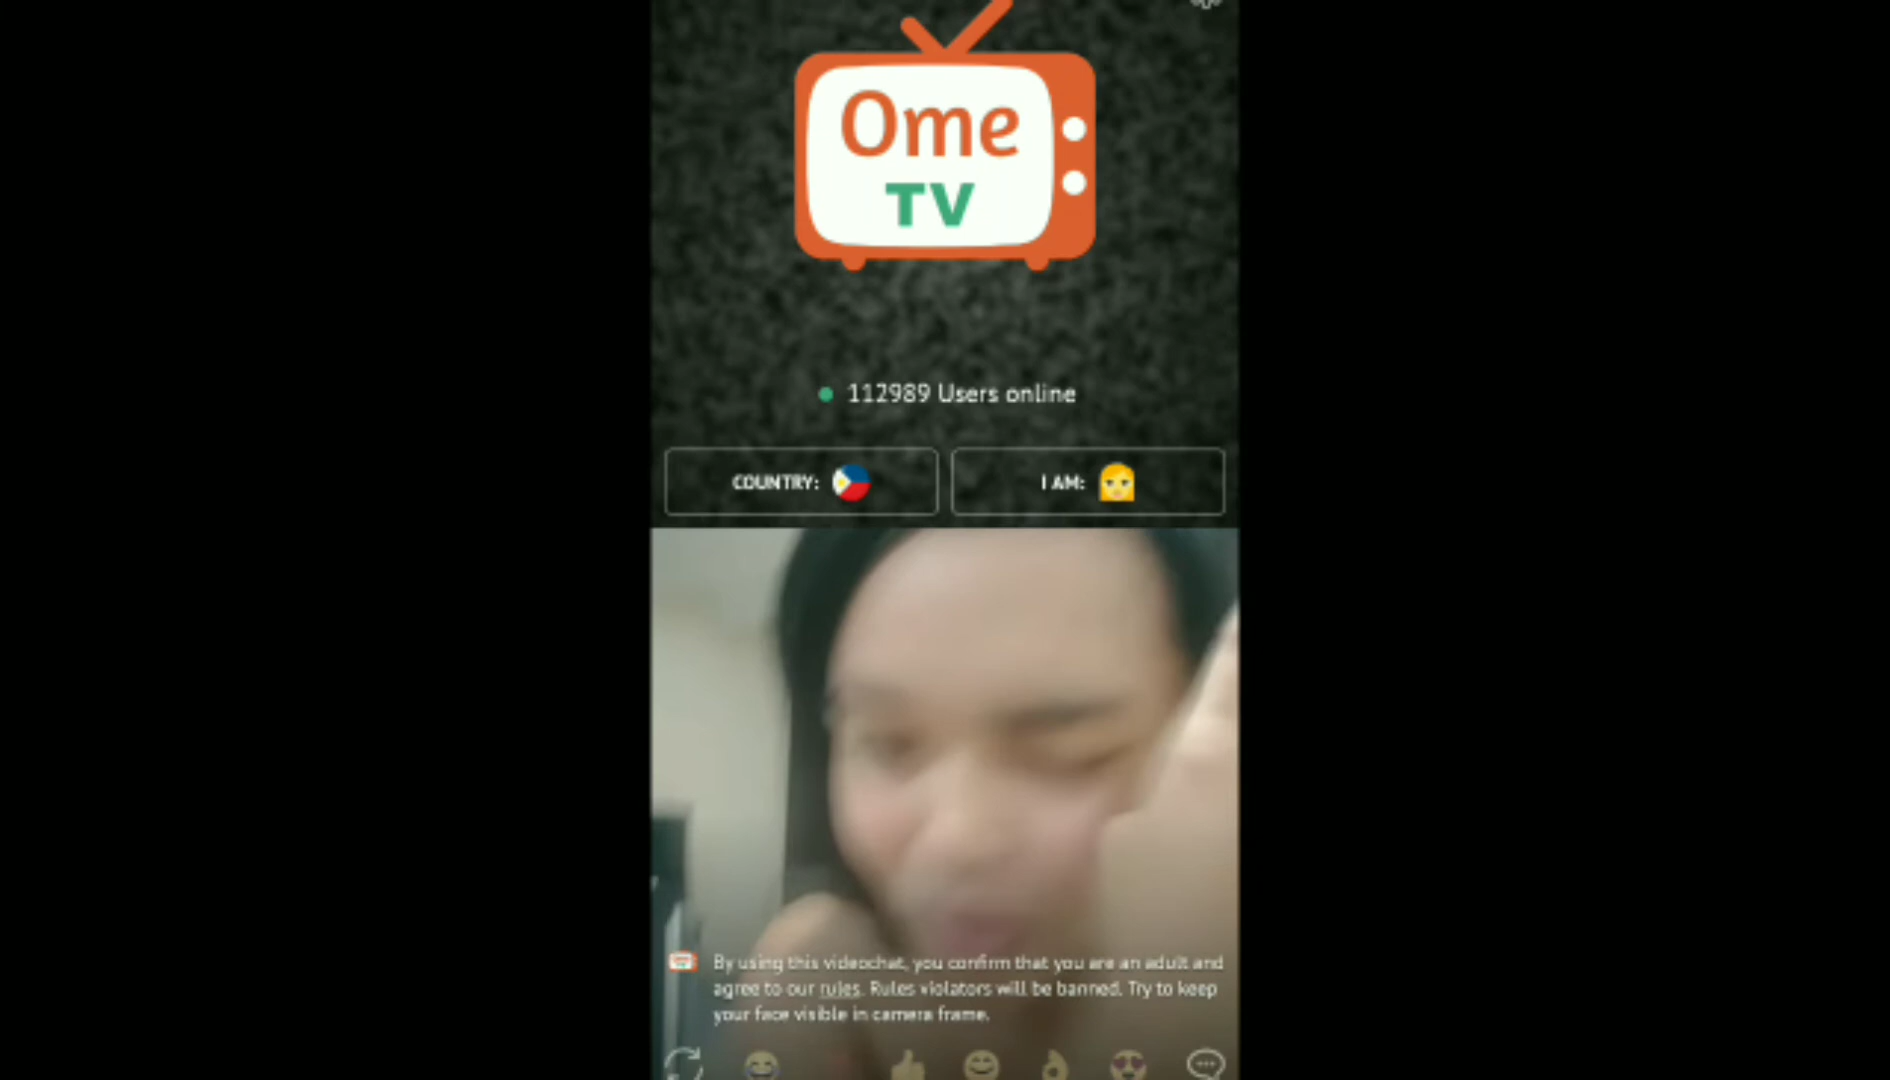 Ome
TV
112989 Users online
COUNTRY:
I AM:
By using this videochat, you confirm that you are an adult and
agree to our rules. Rules violators will be banned. Try to keep
your face visible in camera frame.